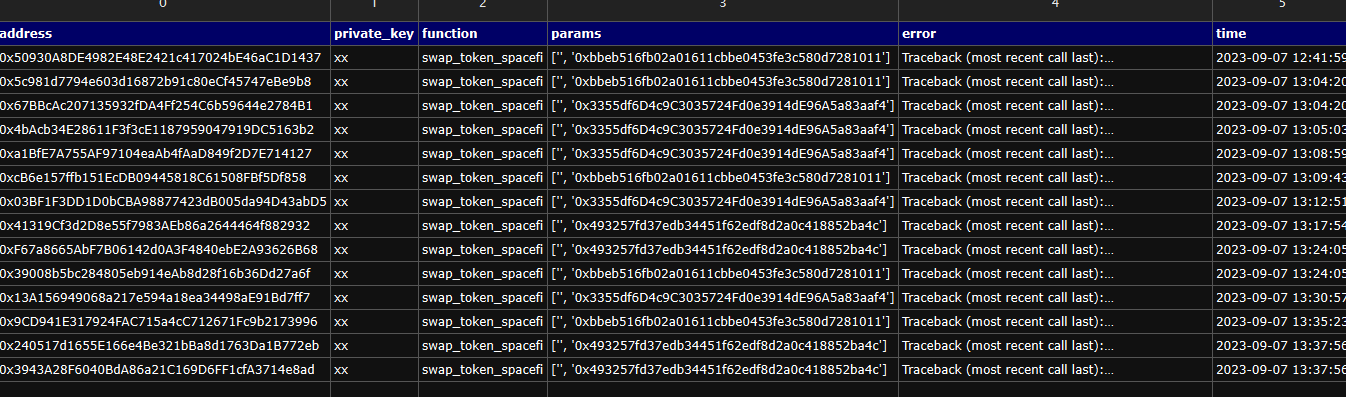 0 1 2 3 4 5
address private_key function params error time
0x50930A8DE4982E48E2421c417024bE46aC1D1437 xx swap_token_spacefi ['', '0xbbeb516fb02a01611cbbe0453fe3c580d7281011'] Traceback (most recent call last):... 2023-09-07 12:41:59
0x5c981d7794e603d16872b91c80eCf45747eBe9b8 xx swap_token_spacefi ['', '0xbbeb516fb02a01611cbbe0453fe3c580d7281011'] Traceback (most recent call last):... 2023-09-07 13:04:20
0x67BBcAc207135932fDA4Ff254C6b59644e2784B1 xx swap_token_spacefi ['', '0x3355df6D4c9C3035724Fd0e3914dE96A5a83aaf4'] Traceback (most recent call last):... 2023-09-07 13:04:20
0x4bAcb34E28611F3f3cE1187959047919DC5163b2 xx swap_token_spacefi ['', '0x3355df6D4c9C3035724Fd0e3914dE96A5a83aaf4'] Traceback (most recent call last):... 2023-09-07 13:05:03
0xa1BfE7A755AF97104eaAb4fAaD849f2D7E714127 xx swap_token_spacefi ['', '0x3355df6D4c9C3035724Fd0e3914dE96A5a83aaf4'] Traceback (most recent call last):... 2023-09-07 13:08:59
0xcB6e157ffb151EcDB09445818C61508FBf5Df858 xx swap_token_spacefi ['', '0xbbeb516fb02a01611cbbe0453fe3c580d7281011'] Traceback (most recent call last):... 2023-09-07 13:09:43
0x03BF1F3DD1D0bCBA98877423dB005da94D43abD5 xx swap_token_spacefi ['', '0x3355df6D4c9C3035724Fd0e3914dE96A5a83aaf4'] Traceback (most recent call last):... 2023-09-07 13:12:51
0x41319Cf3d2D8e55f7983AEb86a2644464f882932 xx swap_token_spacefi ['', '0x493257fd37edb34451f62edf8d2a0c418852ba4c'] Traceback (most recent call last):... 2023-09-07 13:17:54
0xF67a8665AbF7B06142d0A3F4840ebE2A93626B68 xx swap_token_spacefi ['', '0x493257fd37edb34451f62edf8d2a0c418852ba4c'] Traceback (most recent call last):... 2023-09-07 13:24:05
0x39008b5bc284805eb914eAb8d28f16b36Dd27a6f xx swap_token_spacefi ['', '0xbbeb516fb02a01611cbbe0453fe3c580d7281011'] Traceback (most recent call last):... 2023-09-07 13:24:05
0x13A156949068a217e594a18ea34498aE91Bd7ff7 xx swap_token_spacefi ['', '0x3355df6D4c9C3035724Fd0e3914dE96A5a83aaf4'] Traceback (most recent call last):... 2023-09-07 13:30:57
0x9CD941E317924FAC715a4cC712671Fc9b2173996 xx swap_token_spacefi ['', '0xbbeb516fb02a01611cbbe0453fe3c580d7281011'] Traceback (most recent call last):... 2023-09-07 13:35:23
0x240517d1655E166e4Be321bBa8d1763Da1B772eb xx swap_token_spacefi ['', '0x493257fd37edb34451f62edf8d2a0c418852ba4c'] Traceback (most recent call last):... 2023-09-07 13:37:56
0x3943A28F6040BdA86a21C169D6FF1cfA3714e8ad xx swap_token_spacefi ['', '0x493257fd37edb34451f62edf8d2a0c418852ba4c'] Traceback (most recent call last):... 2023-09-07 13:37:56